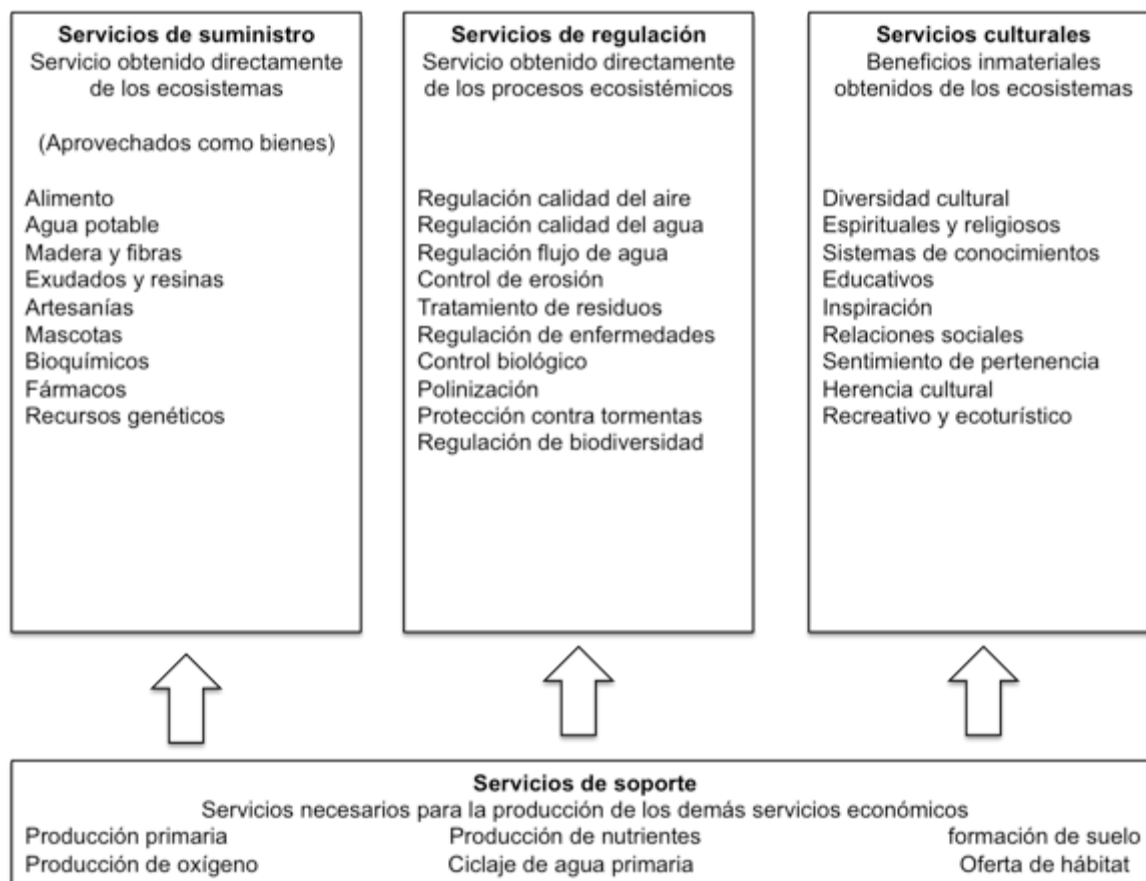 Servicios de suministro
Servicio obtenido directamente
de los ecosistemas
(Aprovechados como bienes)
Alimento
Agua potable
Madera y fibras
Exudados y resinas
Artesanías
Mascotas
Bioquímicos
Fármacos
Recursos genéticos
Servicios de regulación
Servicio obtenido directamente
de los procesos ecosistémicos
Regulación calidad del aire
Regulación calidad del agua
Regulación flujo de agua
Control de erosión
Tratamiento de residuos
Regulación de enfermedades
Control biológico
Polinización
Protección contra tormentas
Regulación de biodiversidad
Servicios culturales
Beneficios inmateriales
obtenidos de los ecosistemas
Diversidad cultural
Espirituales y religiosos
Sistemas de conocimientos
Educativos
Inspiración
Relaciones sociales
Sentimiento de pertenencia
Herencia cultural
Recreativo y ecoturístico
Servicios de soporte
Servicios necesarios para la producción de los demás servicios económicos
Producción primaria Producción de nutrientes formación de suelo
Producción de oxígeno Ciclaje de agua primaria Oferta de hábitat